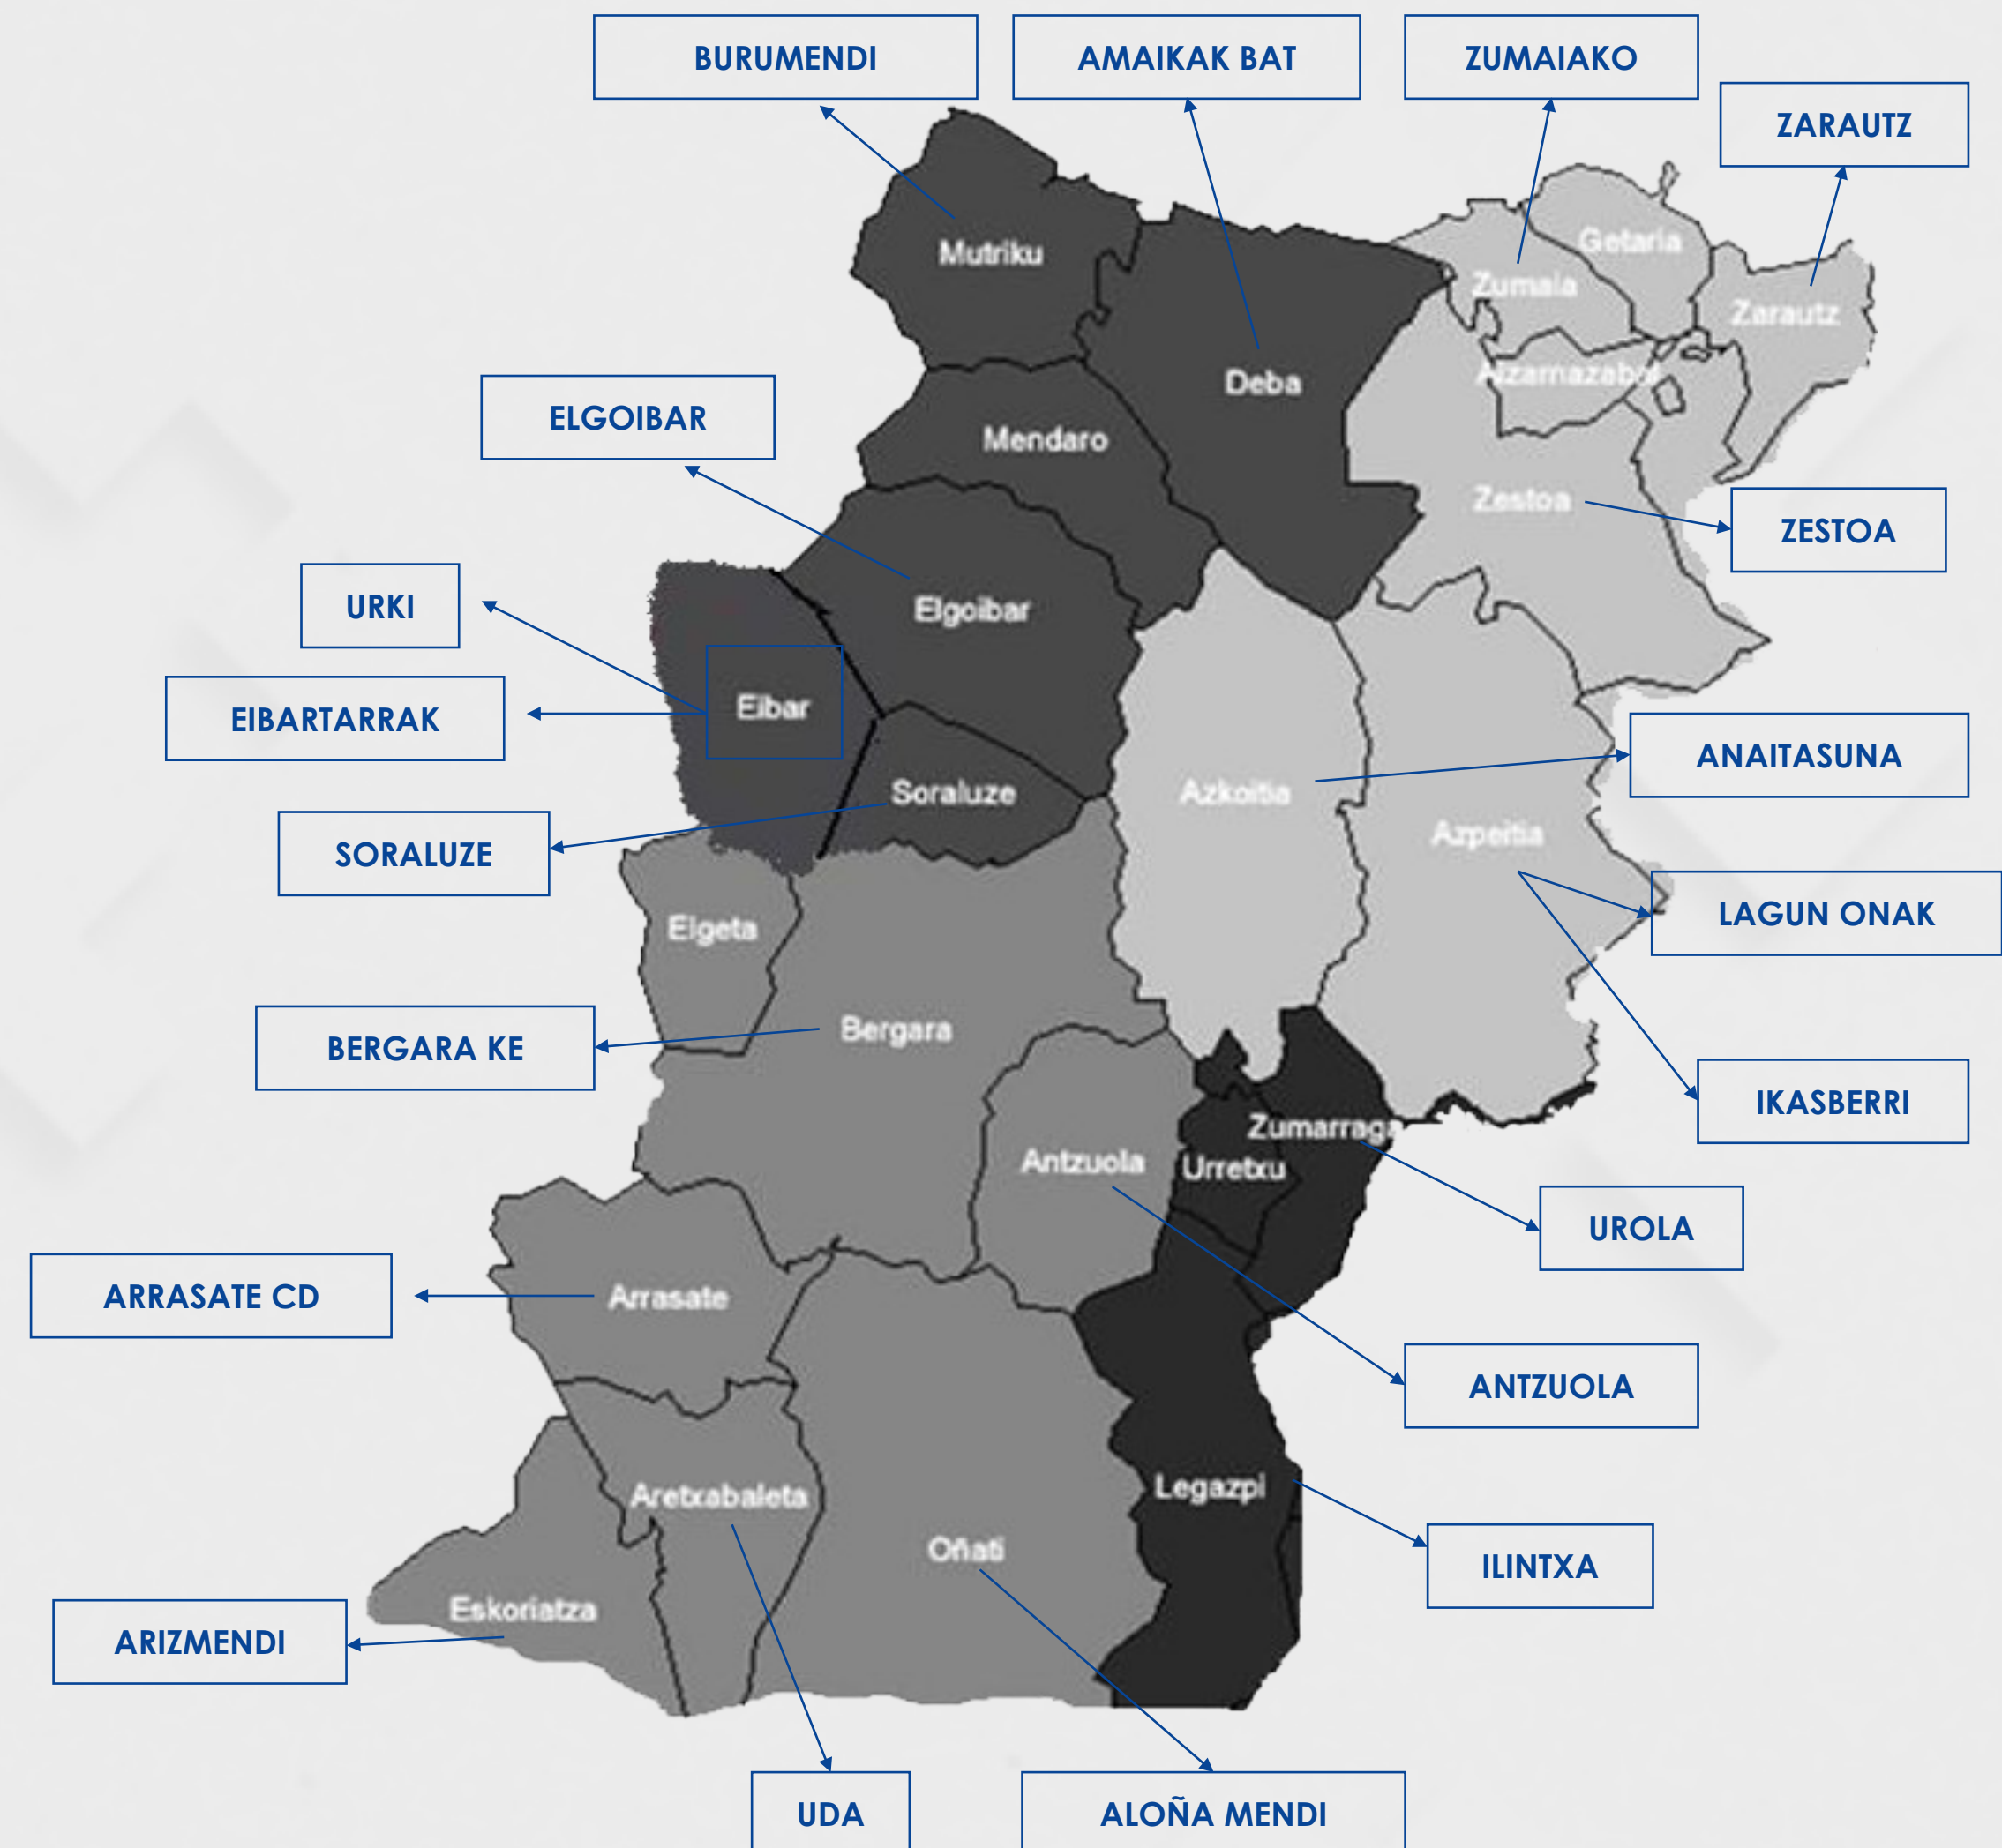 BURUMENDI
AMAIKAK BAT
ZUMAIAKO
ZARAUTZ
Mutriku
Getaria
Zumaia
Zarautz
Aizarnazabal
Deba
ELGOIBAR
Mendaro
Zestoa
ZESTOA
URKI
Elgoibar
EIBARTARRAK
Eibar
ANAITASUNA
Soraluze
Azkoitia
Azpeitia
SORALUZE
LAGUN ONAK
Elgeta
BERGARA KE
Bergara
IKASBERRI
Zumarraga
Antzuola
Urretxu
UROLA
ARRASATE CD
Arrasate
ANTZUOLA
Legazpi
Aretxabaleta
Oñati
ILINTXA
Eskoriatza
ARIZMENDI
UDA
ALOÑA MENDI